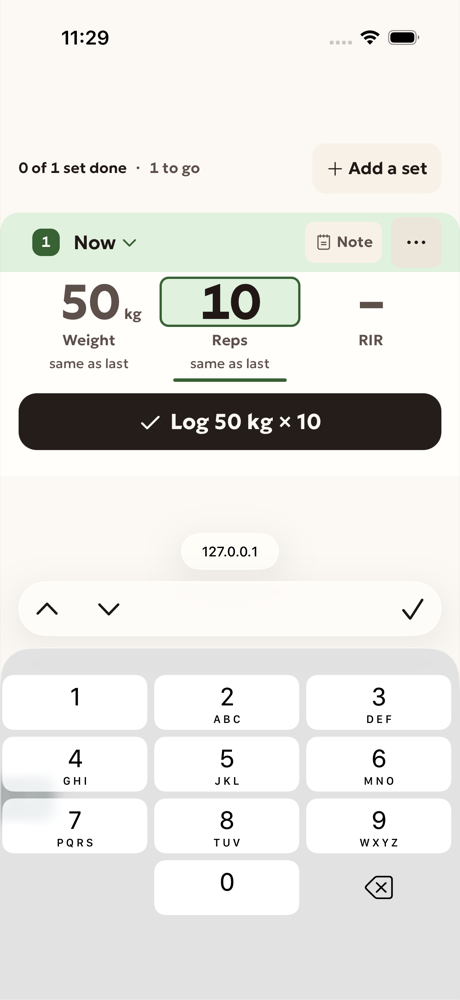 11:29
0 of 1 set done · 1 to go
+ Add a set
1 Now
Note
...
50 kg
10
–
Weight
Reps
RIR
same as last
same as last
Log 50 kg × 10
127.0.0.1
1
2 ABC
3 DEF
4 GHI
5 JKL
6 MNO
7 PQRS
8 TUV
9 WXYZ
0